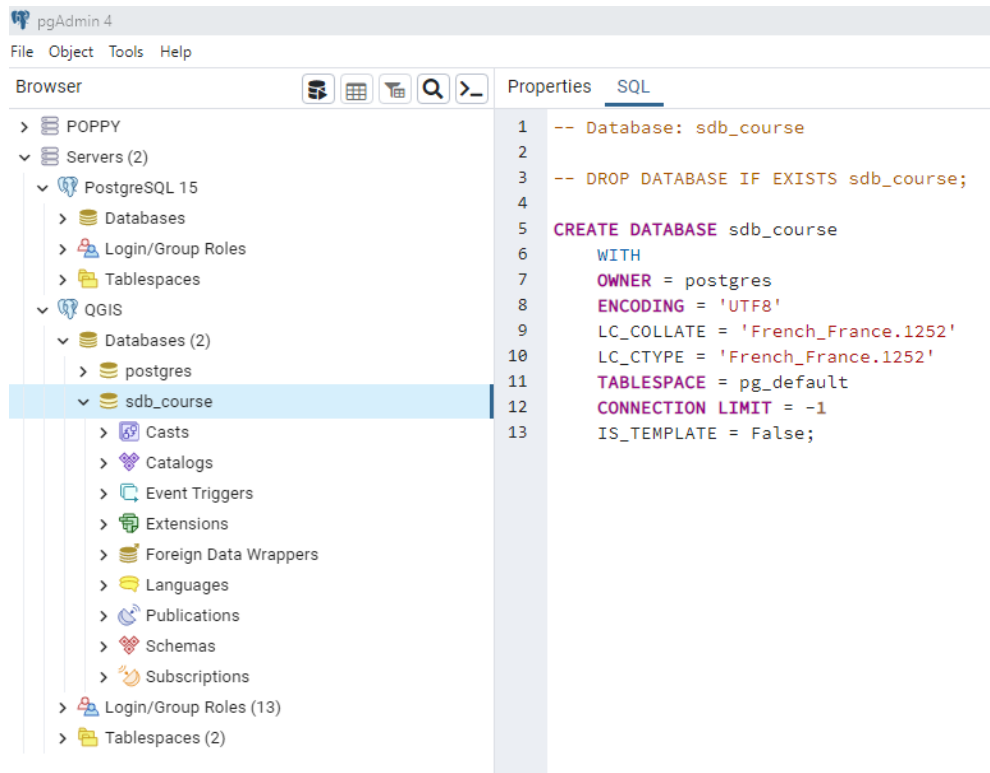 pgAdmin 4
File Object Tools Help
Browser
POPPY
Servers (2)
PostgreSQL 15
Databases
Login/Group Roles
Tablespaces
QGIS
Databases (2)
postgres
sdb_course
Casts
Catalogs
Event Triggers
Extensions
Foreign Data Wrappers
Languages
Publications
Schemas
Subscriptions
Login/Group Roles (13)
Tablespaces (2)
Properties SQL
1 -- Database: sdb_course
2
3 -- DROP DATABASE IF EXISTS sdb_course;
4
5 CREATE DATABASE sdb_course
6 WITH
7 OWNER = postgres
8 ENCODING = 'UTF8'
9 LC_COLLATE = 'French_France.1252'
10 LC_CTYPE = 'French_France.1252'
11 TABLESPACE = pg_default
12 CONNECTION LIMIT = -1
13 IS_TEMPLATE = False;